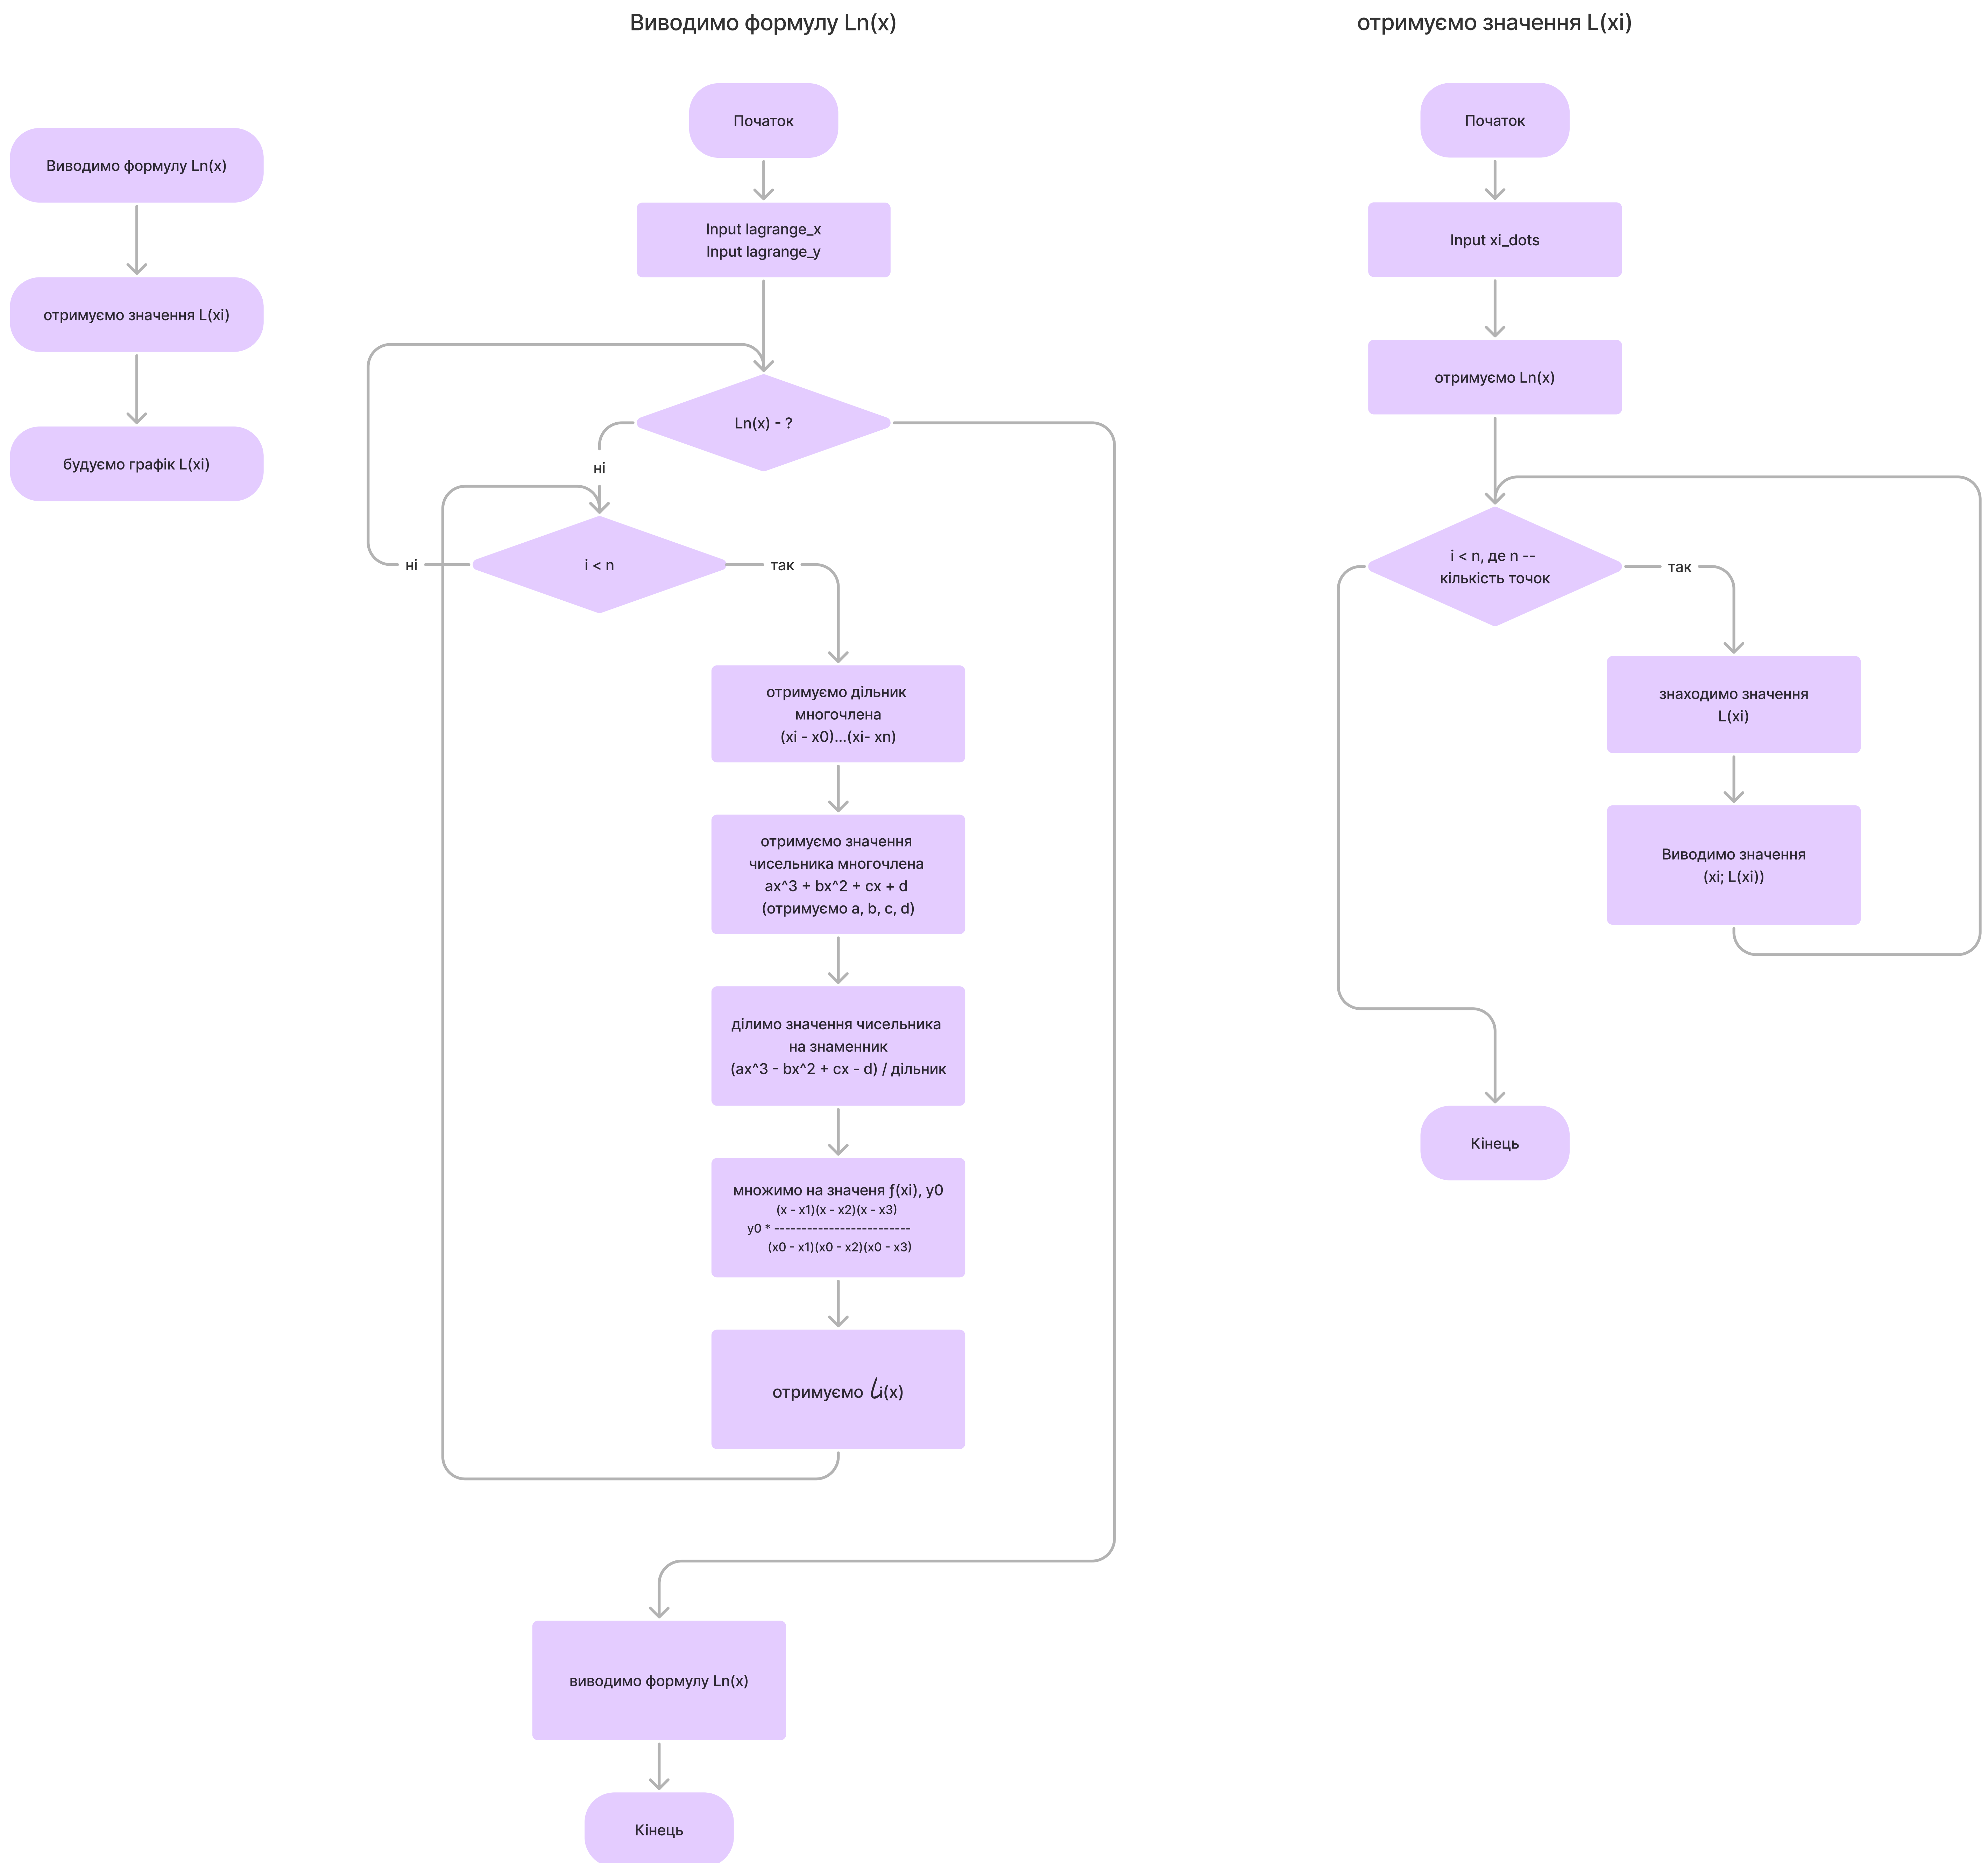 Виводимо формулу Ln(x)
отримуємо значення L(xi)
будуємо графік L(xi)
Виводимо формулу Ln(x)
Початок
Input lagrange_x
Input lagrange_y
Ln(x) - ?
ні
i < n
ні
так
отримуємо дільник
многочлена
(xi - x0)...(xi- xn)
отримуємо значення
чисельника многочлена
ax^3 + bx^2 + cx + d
(отримуємо a, b, c, d)
ділимо значення чисельника
на знаменник
(ax^3 - bx^2 + cx - d) / дільник
множимо на значеня ƒ(xi), y0
(x - x1)(x - x2)(x - x3)
y0 * -------------------------
(x0 - x1)(x0 - x2)(x0 - x3)
отримуємо Li(x)
виводимо формулу Ln(x)
Кінець
отримуємо значення L(xi)
Початок
Input xi_dots
отримуємо Ln(x)
i < n, де n --
кількість точок
так
знаходимо значення
L(xi)
Виводимо значення
(xi; L(xi))
Кінець